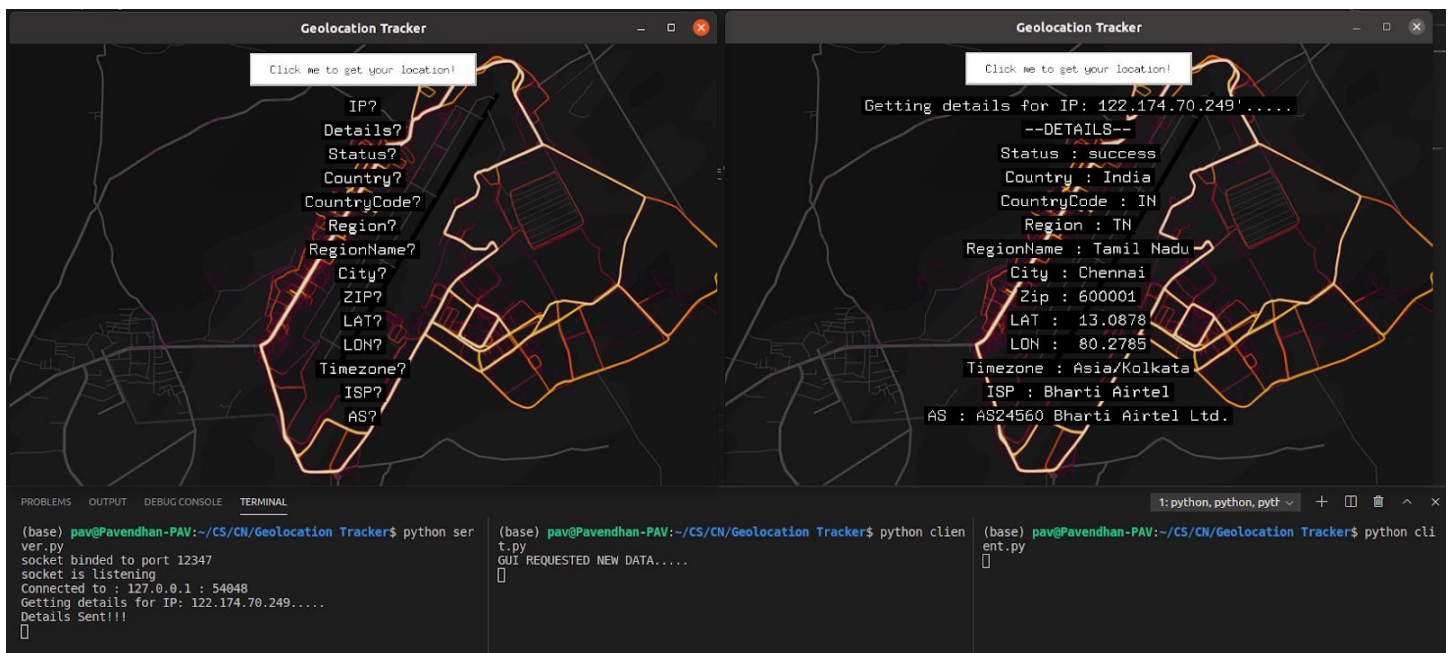 Geolocation Tracker
Click me to get your location!
IP?
Details?
Status?
Country?
CountryCode?
Region?
RegionName?
City?
ZIP?
LAT?
LON?
Timezone?
ISP?
AS?
Geolocation Tracker
Click me to get your location!
Getting details for IP: 122.174.70.249'.....
--DETAILS--
Status : success
Country : India
CountryCode : IN
Region : TN
RegionName : Tamil Nadu
City : Chennai
Zip : 600001
LAT :  13.0878
LON :  80.2785
Timezone : Asia/Kolkata
ISP : Bharti Airtel
AS : AS24560 Bharti Airtel Ltd.
PROBLEMS OUTPUT DEBUG CONSOLE TERMINAL
1: python, python, pyth
(base) pav@Pavendhan-PAV:~/CS/CN/Geolocation Tracker$ python ser
ver.py
socket binded to port 12347
socket is listening
Connected to : 127.0.0.1 : 54048
Getting details for IP: 122.174.70.249.....
Details Sent!!!
(base) pav@Pavendhan-PAV:~/CS/CN/Geolocation Tracker$ python clien
t.py
GUI REQUESTED NEW DATA.....
(base) pav@Pavendhan-PAV:~/CS/CN/Geolocation Tracker$ python cli
ent.py